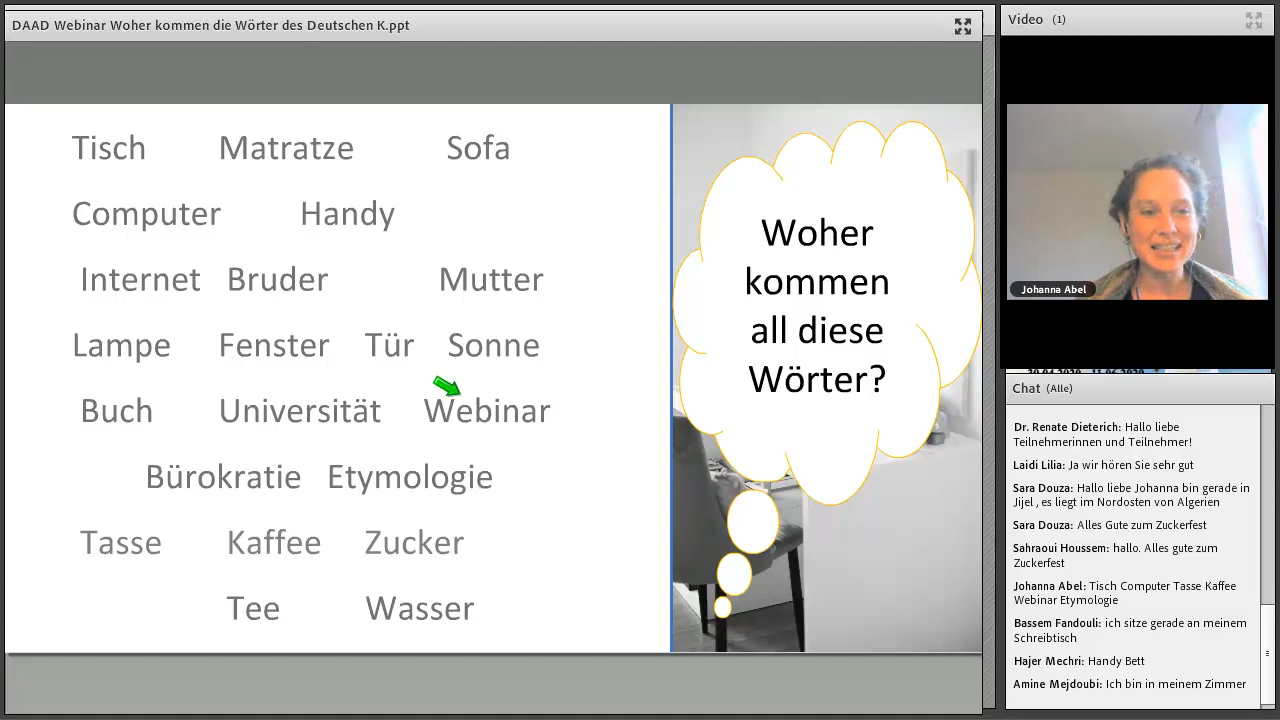 DAAD Webinar Woher kommen die Wörter des Deutschen K.ppt
Tisch Matratze Sofa
Computer Handy
Internet Bruder Mutter
Lampe Fenster Tür Sonne
Buch Universität Webinar
Bürokratie Etymologie
Tasse Kaffee Zucker
Tee Wasser
Woher
kommen
all diese
Wörter?
Video (1)
Johanna Abel
Chat (Alle)
Dr. Renate Dieterich: Hallo liebe
Teilnehmerinnen und Teilnehmer!
Laidi Lilia: Ja wir hören Sie sehr gut
Sara Douza: Hallo liebe Johanna bin gerade in
Jijel , es liegt im Nordosten von Algerien
Sara Douza: Alles Gute zum Zuckerfest
Sahraoui Houssem: hallo. Alles gute zum
Zuckerfest
Johanna Abel: Tisch Computer Tasse Kaffee
Webinar Etymologie
Bassem Fandouli: ich sitze gerade an meinem
Schreibtisch
Hajer Mechri: Handy Bett
Amine Mejdoubi: Ich bin in meinem Zimmer